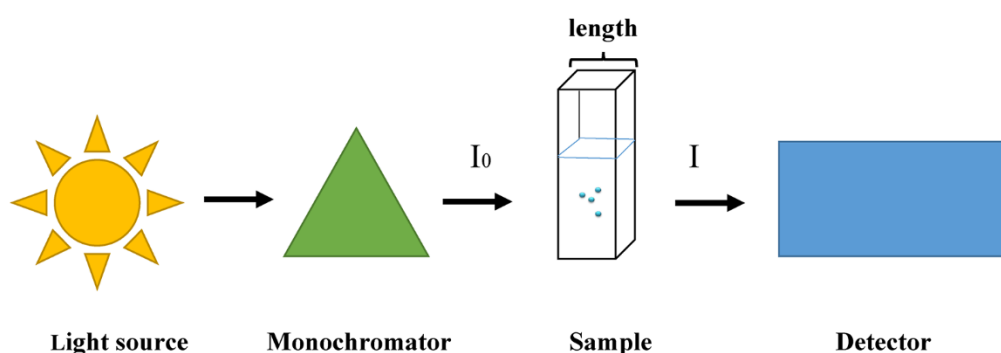 length
I0
I
Light source
Monochromator
Sample
Detector